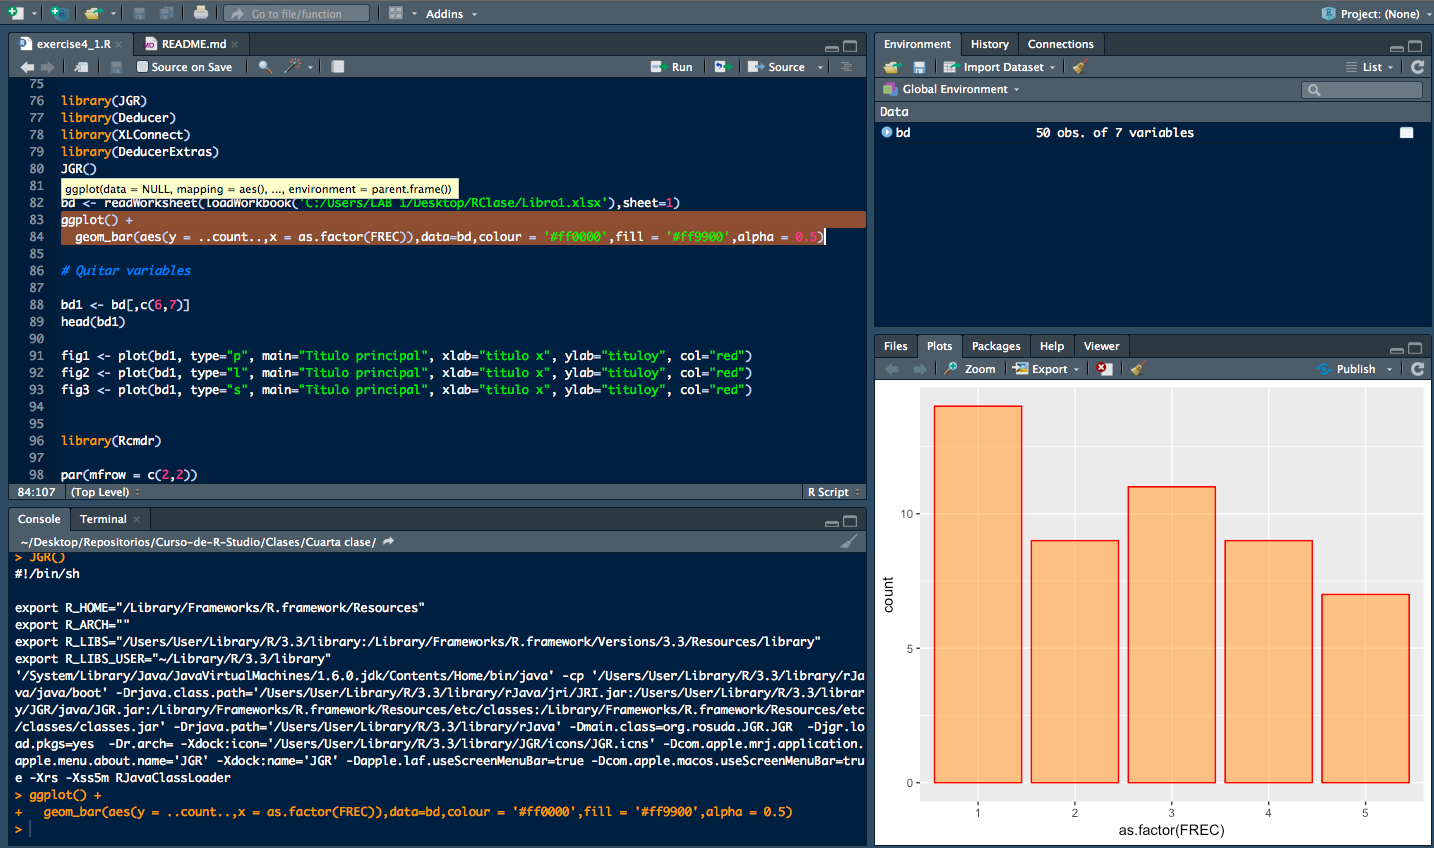 Go to file/function
Addins
Project: (None)
exercise4_1.R
README.md
Source on Save
Run
Source
75
76 library(JGR)
77 library(Deducer)
78 library(XLConnect)
79 library(DeducerExtras)
80 JGR()
81
ggplot(data = NULL, mapping = aes(), ..., environment = parent.frame())
82 bd <- readWorksheet(loadWorkbook('C:/Users/LAB 1/Desktop/RClase/Libro1.xlsx'),sheet=1)
83 ggplot() +
84 geom_bar(aes(y = ..count..,x = as.factor(FREC)),data=bd,colour = '#ff0000',fill = '#ff9900',alpha = 0.5)
85
86 # Quitar variables
87
88 bd1 <- bd[,c(6,7)]
89 head(bd1)
90
91 fig1 <- plot(bd1, type="p", main="Titulo principal", xlab="titulo x", ylab="tituloy", col="red")
92 fig2 <- plot(bd1, type="l", main="Titulo principal", xlab="titulo x", ylab="tituloy", col="red")
93 fig3 <- plot(bd1, type="s", main="Titulo principal", xlab="titulo x", ylab="tituloy", col="red")
94
95
96 library(Rcmdr)
97
98 par(mfrow = c(2,2))
84:107 (Top Level) R Script
Console Terminal
~/Desktop/Repositorios/Curso-de-R-Studio/Clases/Cuarta clase/
> JGR()
#!/bin/sh
export R_HOME="/Library/Frameworks/R.framework/Resources"
export R_ARCH=""
export R_LIBS="/Users/User/Library/R/3.3/library:/Library/Frameworks/R.framework/Versions/3.3/Resources/library"
export R_LIBS_USER="~/Library/R/3.3/library"
'/System/Library/Java/JavaVirtualMachines/1.6.0.jdk/Contents/Home/bin/java' -cp '/Users/User/Library/R/3.3/library/rJa
va/java/boot' -Drjava.class.path='/Users/User/Library/R/3.3/library/rJava/jri/JRI.jar:/Users/User/Library/R/3.3/librar
y/JGR/java/JGR.jar:/Library/Frameworks/R.framework/Resources/etc/classes:/Library/Frameworks/R.framework/Resources/etc
/classes/classes.jar' -Drjava.path='/Users/User/Library/R/3.3/library/rJava' -Dmain.class=org.rosuda.JGR.JGR -Djgr.lo
ad.pkgs=yes -Dr.arch= -Xdock:icon='/Users/User/Library/R/3.3/library/JGR/icons/JGR.icns' -Dcom.apple.mrj.application.
apple.menu.about.name='JGR' -Xdock:name='JGR' -Dapple.laf.useScreenMenuBar=true -Dcom.apple.macos.useScreenMenuBar=tru
e -Xrs -Xss5m RJavaClassLoader
> ggplot() +
+ geom_bar(aes(y = ..count..,x = as.factor(FREC)),data=bd,colour = '#ff0000',fill = '#ff9900',alpha = 0.5)
>
Environment History Connections
Import Dataset
List
Global Environment
Data
bd 50 obs. of 7 variables
Files Plots Packages Help Viewer
Zoom Export Publish
count
10
5
0
1 2 3 4 5
as.factor(FREC)